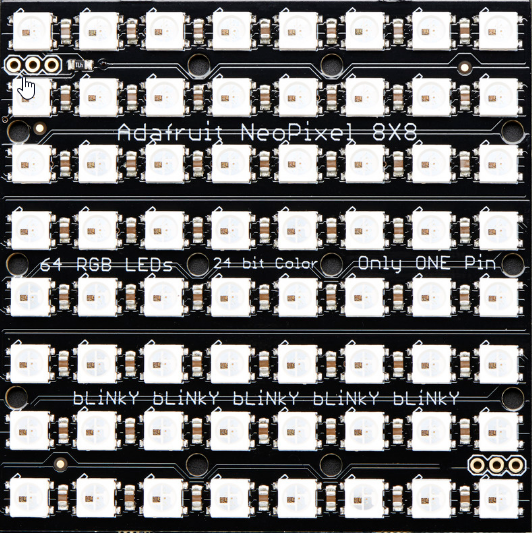 Adafruit NeoPixel 8X8
64 RGB LEDs 24 bit Color Only ONE Pin
bLiNkY bLiNkY bLiNkY bLiNkY bLiNkY